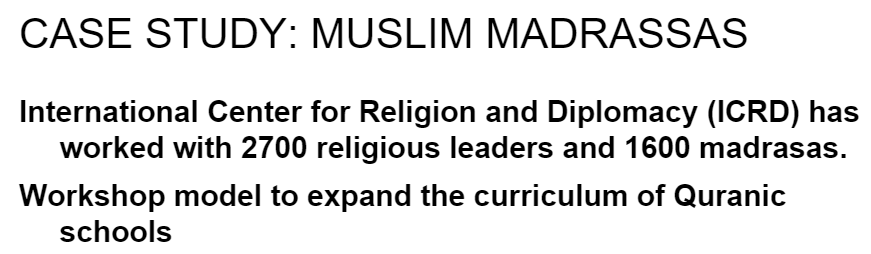 CASE STUDY: MUSLIM MADRASSAS
International Center for Religion and Diplomacy (ICRD) has
worked with 2700 religious leaders and 1600 madrasas.
Workshop model to expand the curriculum of Quranic
schools